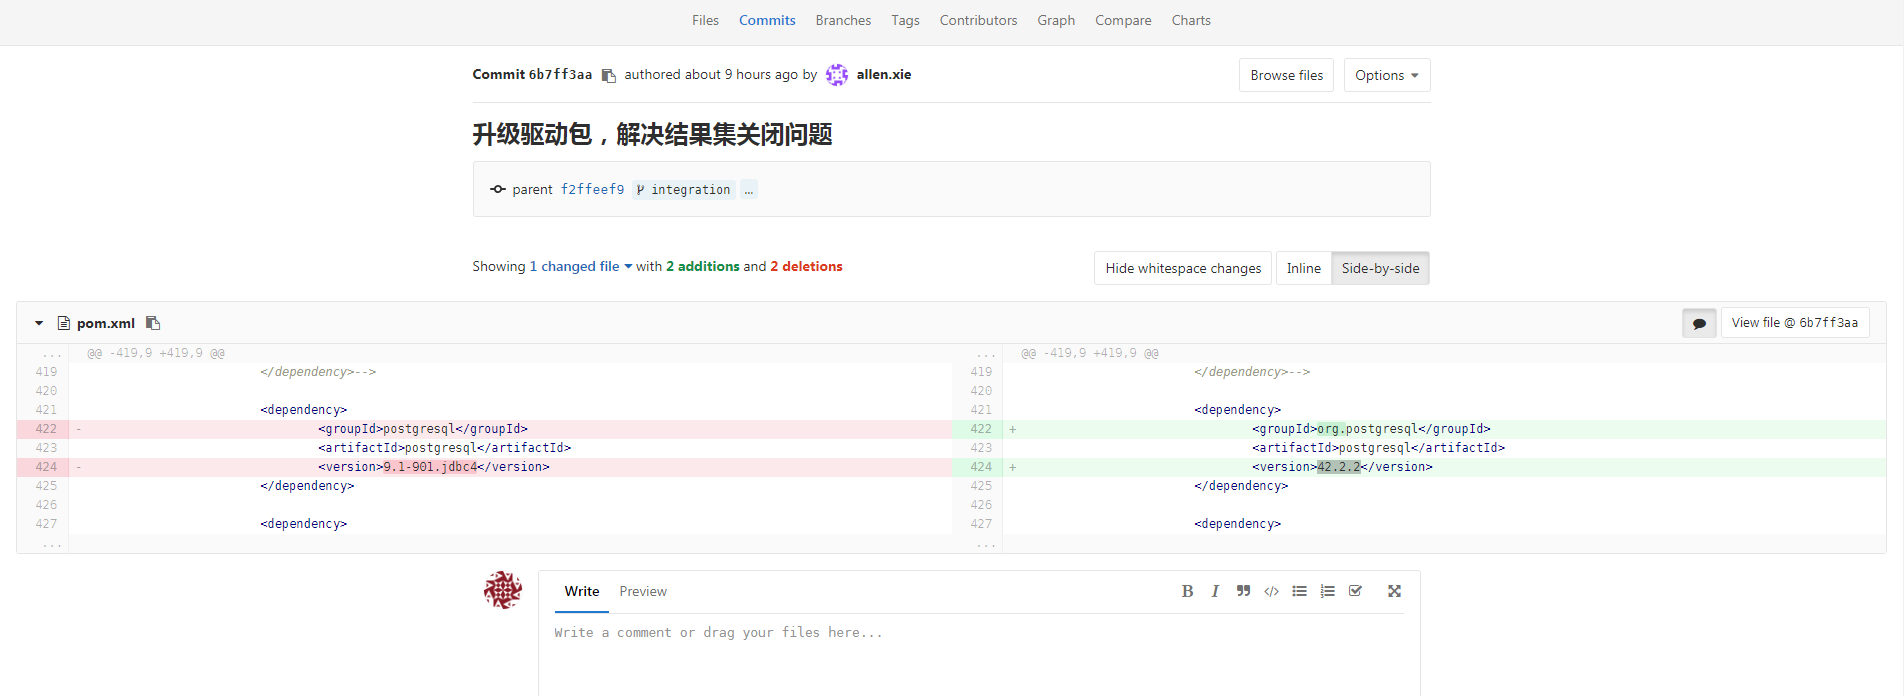 Files Commits Branches Tags Contributors Graph Compare Charts
Commit 6b7ff3aa authored about 9 hours ago by allen.xie Browse files Options
升级驱动包，解决结果集关闭问题
parent f2ffeef9 integration ...
Showing 1 changed file with 2 additions and 2 deletions Hide whitespace changes Inline Side-by-side
pom.xml View file @ 6b7ff3aa
... @@ -419,9 +419,9 @@ ... @@ -419,9 +419,9 @@
419 </dependency>--> 419 </dependency>-->
420 420
421 <dependency> 421 <dependency>
422 - <groupId>postgresql</groupId> 422 + <groupId>org.postgresql</groupId>
423 <artifactId>postgresql</artifactId> 423 <artifactId>postgresql</artifactId>
424 - <version>9.1-901.jdbc4</version> 424 + <version>42.2.2</version>
425 </dependency> 425 </dependency>
426 426
427 <dependency> 427 <dependency>
... ...
Write Preview B I
Write a comment or drag your files here...